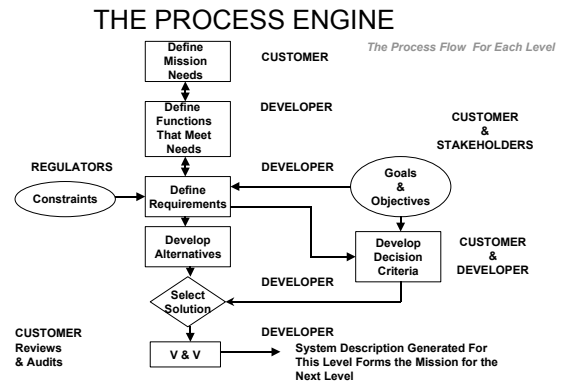 THE PROCESS ENGINE
The Process Flow For Each Level
Define
Mission
Needs
CUSTOMER
Define
Functions
That Meet
Needs
DEVELOPER
CUSTOMER
&
STAKEHOLDERS
REGULATORS
DEVELOPER
Goals
&
Objectives
Constraints
Define
Requirements
Develop
Alternatives
Develop
Decision
Criteria
CUSTOMER
&
DEVELOPER
DEVELOPER
Select
Solution
CUSTOMER
Reviews
& Audits
V & V
DEVELOPER
System Description Generated For
This Level Forms the Mission for the
Next Level